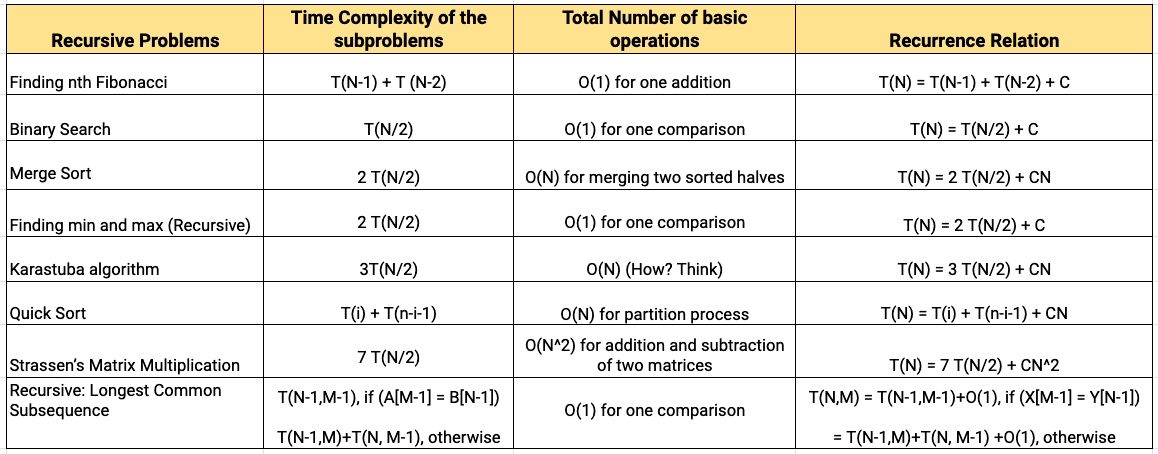 Recursive Problems
Time Complexity of the
subproblems
Total Number of basic
operations
Recurrence Relation
Finding nth Fibonacci
T(N-1) + T (N-2)
O(1) for one addition
T(N) = T(N-1) + T(N-2) + C
Binary Search
T(N/2)
O(1) for one comparison
T(N) = T(N/2) + C
Merge Sort
2 T(N/2)
O(N) for merging two sorted halves
T(N) = 2 T(N/2) + CN
Finding min and max (Recursive)
2 T(N/2)
O(1) for one comparison
T(N) = 2 T(N/2) + C
Karastuba algorithm
3T(N/2)
O(N) (How? Think)
T(N) = 3 T(N/2) + CN
Quick Sort
T(i) + T(n-i-1)
O(N) for partition process
T(N) = T(i) + T(n-i-1) + CN
Strassen's Matrix Multiplication
7 T(N/2)
O(N^2) for addition and subtraction
of two matrices
T(N) = 7 T(N/2) + CN^2
Recursive: Longest Common
Subsequence
T(N-1,M-1), if (A[M-1] = B[N-1])
T(N-1,M)+T(N, M-1), otherwise
O(1) for one comparison
T(N,M) = T(N-1,M-1)+O(1), if (X[M-1] = Y[N-1])
= T(N-1,M)+T(N, M-1) +O(1), otherwise